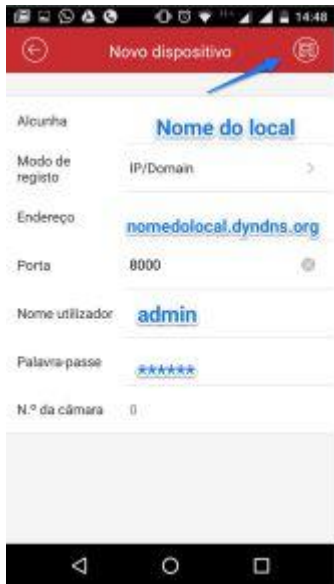 14:48
Novo dispositivo
Alcunha
Nome do local
Modo de
registo
IP/Domain
Endereço
nomedolocal.dyndns.org
Porta
8000
Nome utilizador
admin
Palavra-passe
******
N.º da câmara
0